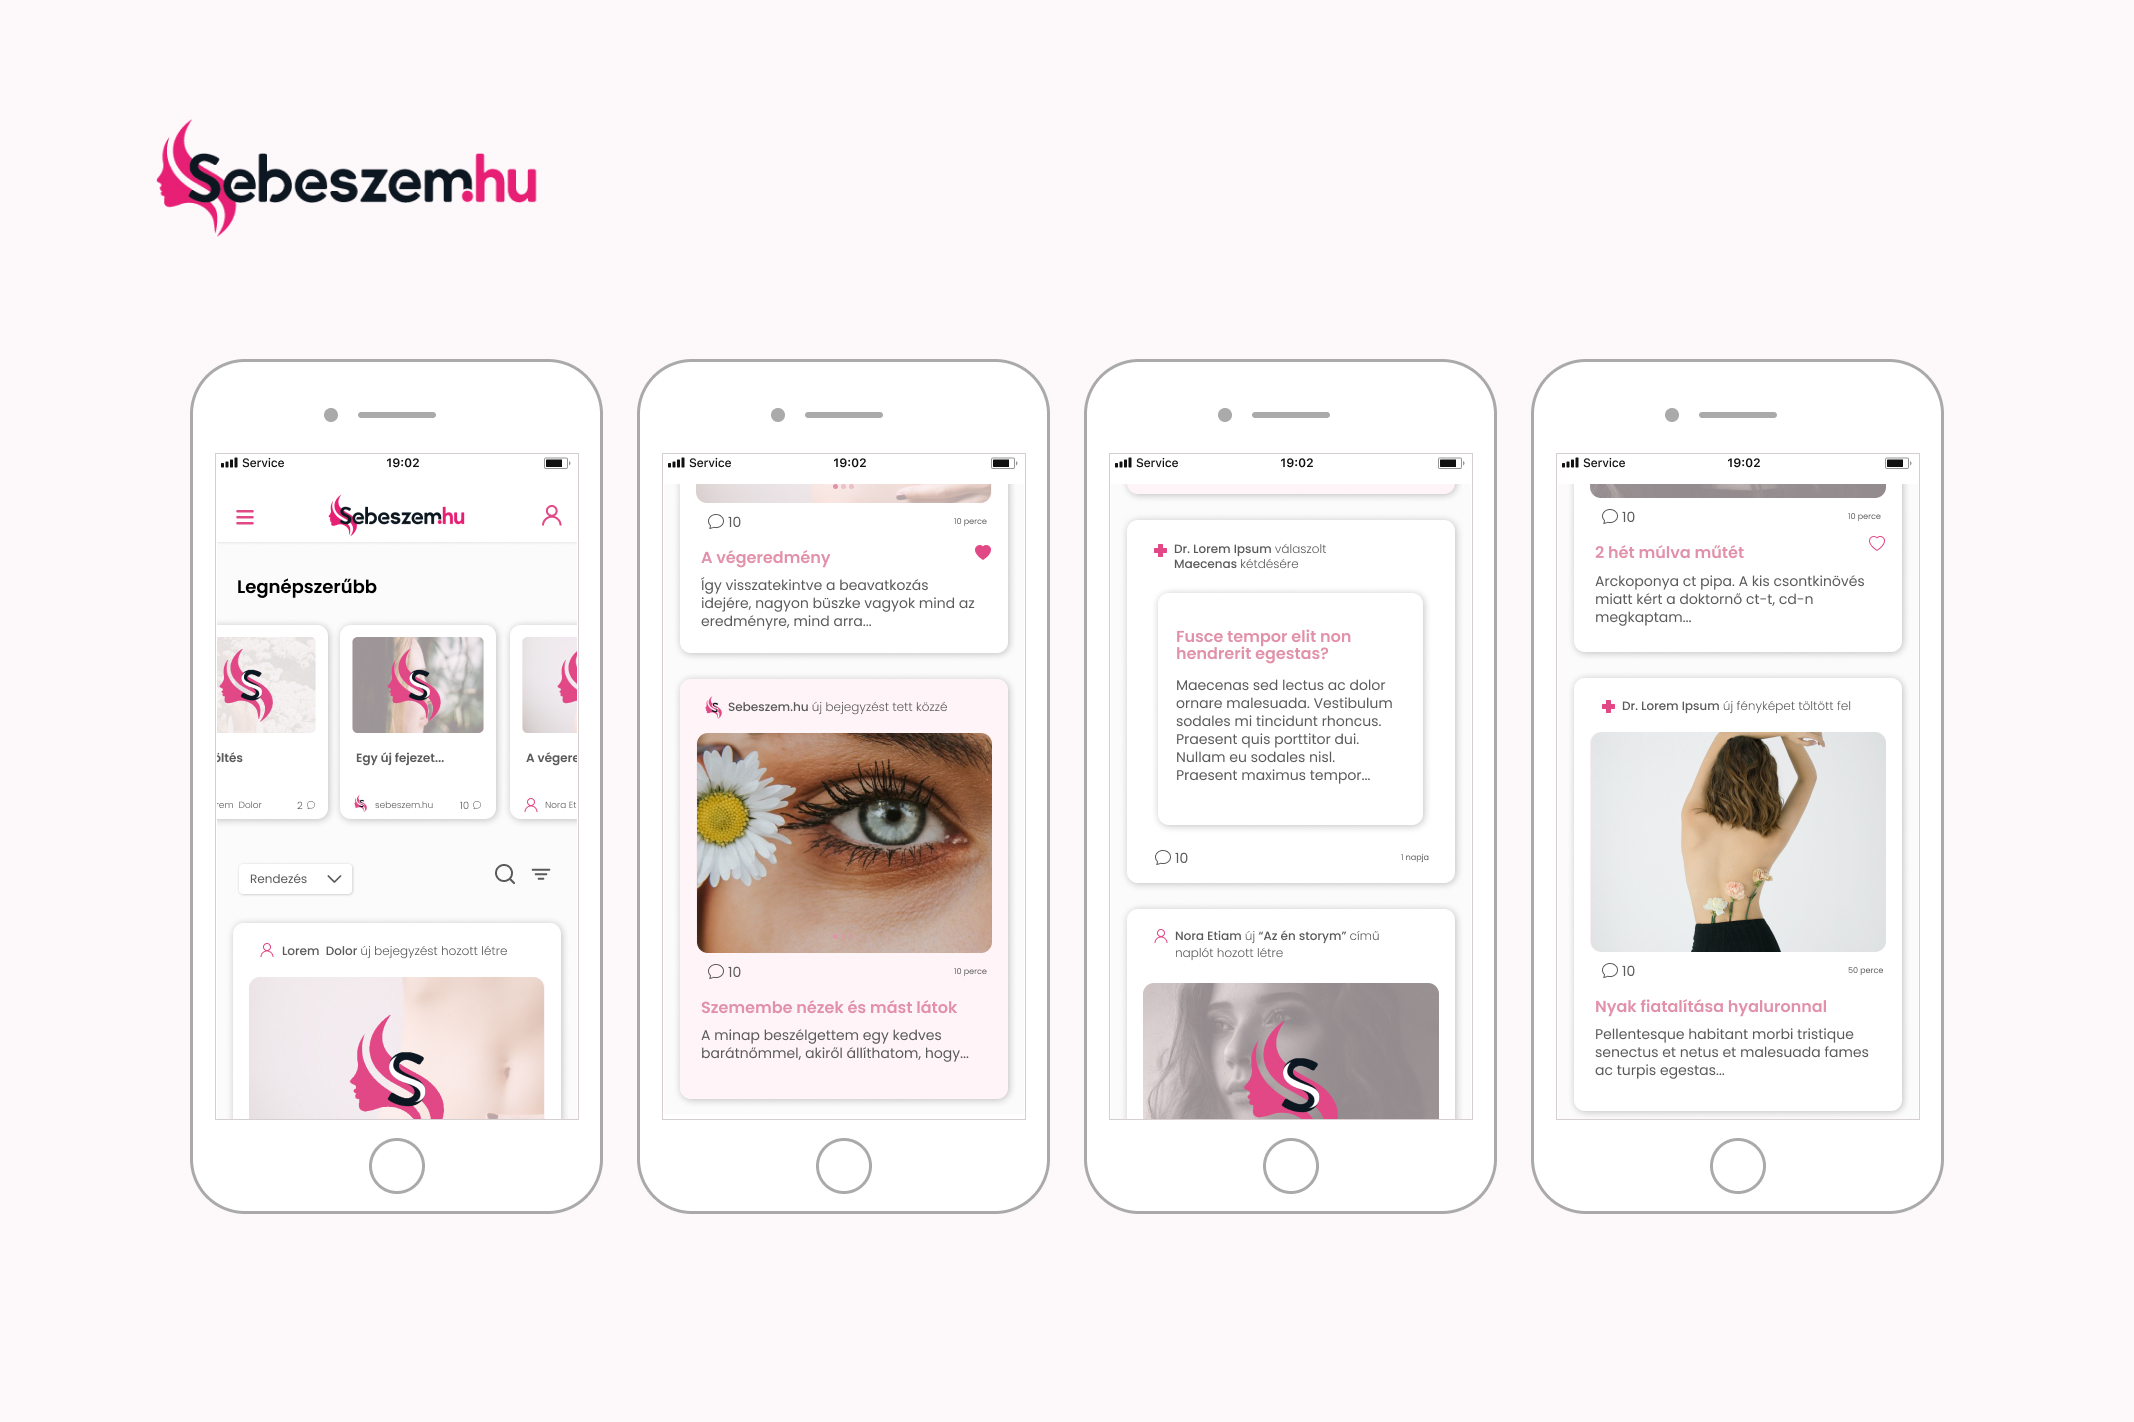 Sebeszem.hu
Service 19:02
Sebeszem.hu
Legnépszerűbb
S
S
öltés
Egy új fejezet...
A végere
rem Dolor 2
sebeszem.hu 10
Nora Et
Rendezés
Lorem Dolor új bejegyzést hozott létre
S
Service 19:02
10 10 perce
A végeredmény
Így visszatekintve a beavatkozás
idejére, nagyon büszke vagyok mind az
eredményre, mind arra...
S
Sebeszem.hu új bejegyzést tett közzé
10 10 perce
Szemembe nézek és mást látok
A minap beszélgettem egy kedves
barátnőmmel, akiről állíthatom, hogy...
Service 19:02
Dr. Lorem Ipsum válaszolt
Maecenas kétdésére
Fusce tempor elit non
hendrerit egestas?
Maecenas sed lectus ac dolor
ornare malesuada. Vestibulum
sodales mi tincidunt rhoncus.
Praesent quis porttitor dui.
Nullam eu sodales nisl.
Praesent maximus tempor...
10 1 napja
Nora Etiam új “Az én storym” című
naplót hozott létre
S
Service 19:02
10 10 perce
2 hét múlva műtét
Arckoponya ct pipa. A kis csontkinövés
miatt kért a doktornő ct-t, cd-n
megkaptam...
Dr. Lorem Ipsum új fényképet töltött fel
10 50 perce
Nyak fiatalítása hyaluronnal
Pellentesque habitant morbi tristique
senectus et netus et malesuada fames
ac turpis egestas...